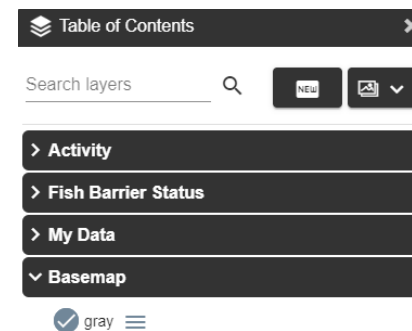 Table of Contents
Search layers
NEW
Activity
Fish Barrier Status
My Data
Basemap
gray